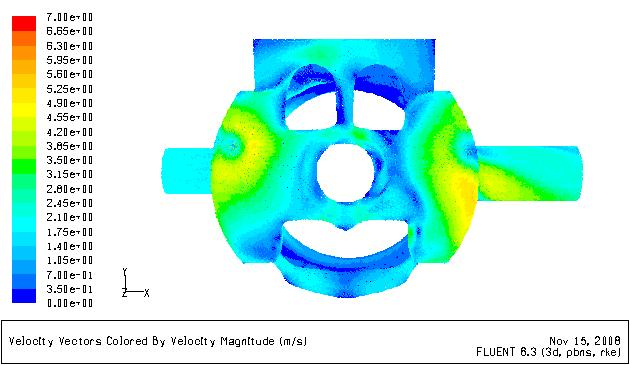 7.00e+00
6.65e+00
6.30e+00
5.95e+00
5.60e+00
5.25e+00
4.90e+00
4.55e+00
4.20e+00
3.85e+00
3.50e+00
3.15e+00
2.80e+00
2.45e+00
2.10e+00
1.75e+00
1.40e+00
1.05e+00
7.00e-01
3.50e-01
0.00e+00
Y
Z X
Velocity Vectors Colored By Velocity Magnitude (m/s)
Nov 15, 2008
FLUENT 6.3 (3d, pbns, rke)